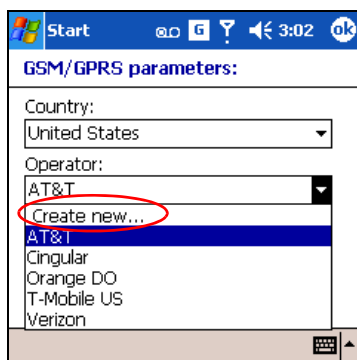 Start G 3:02 ok
GSM/GPRS parameters:
Country:
United States
Operator:
AT&T
Create new...
AT&T
Cingular
Orange DO
T-Mobile US
Verizon